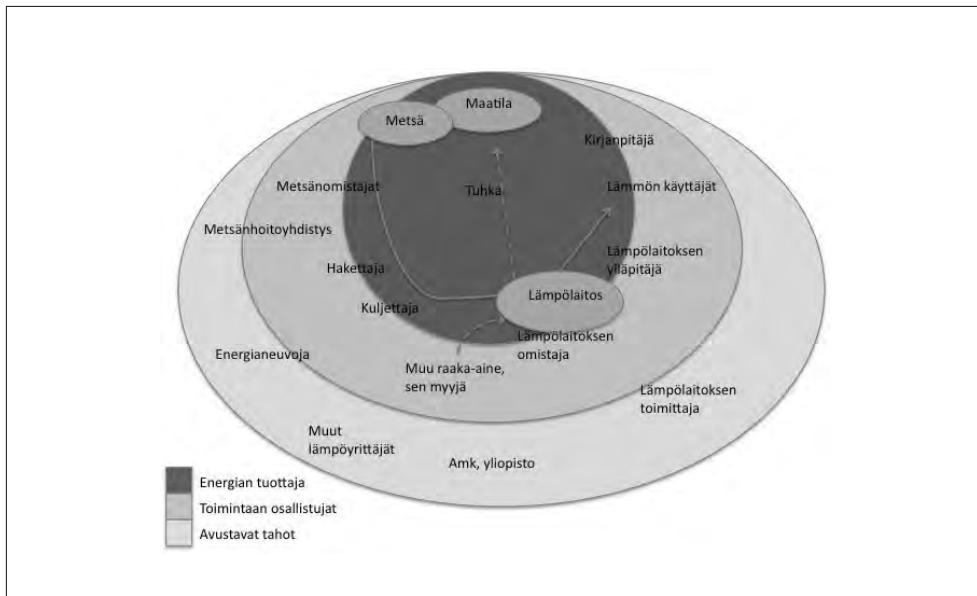 Maatila
Metsä
Kirjanpitäjä
Metsänomistajat
Tuhka
Lämmön käyttäjät
Metsänhoitoyhdistys
Lämpölaitoksen
ylläpitäjä
Hakettaja
Lämpölaitos
Kuljettaja
Lämpölaitoksen
omistaja
Energianeuvoja
Muu raaka-aine,
sen myyjä
Lämpölaitoksen
toimittaja
Muut
lämpöyrittäjät
Amk, yliopisto
Energian tuottaja
Toimintaan osallistujat
Avustavat tahot